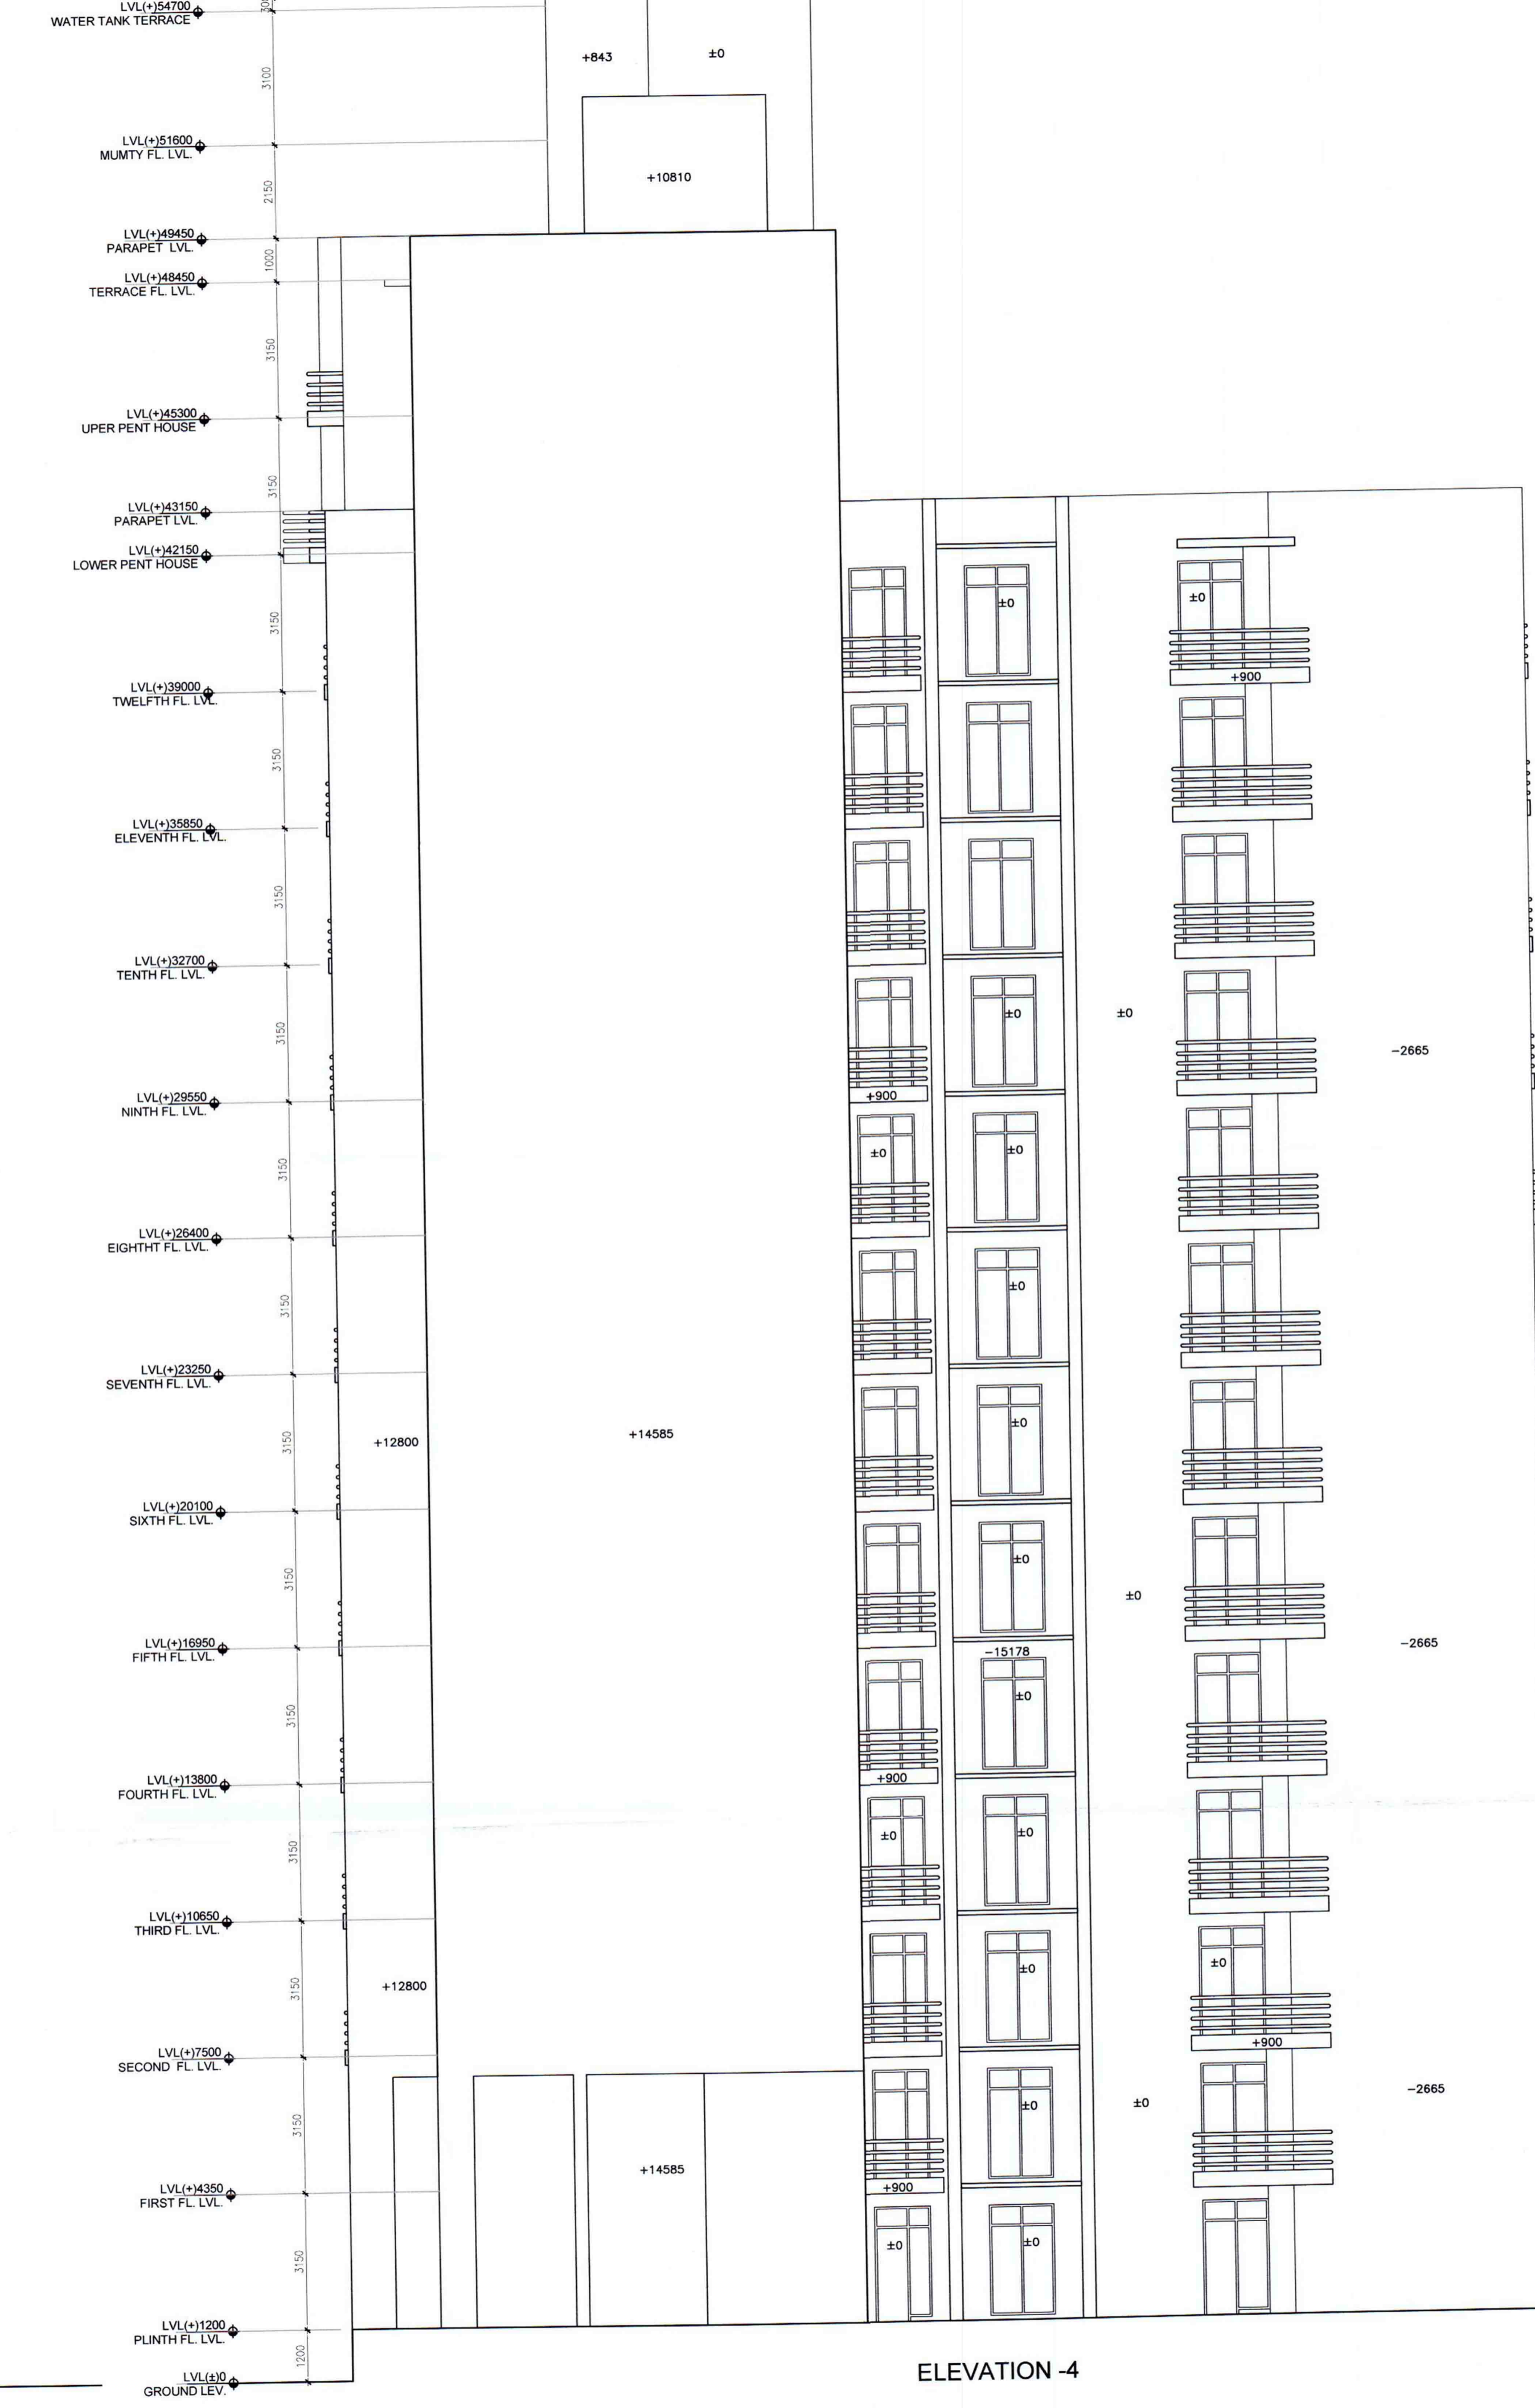 LVL(+)54700
WATER TANK TERRACE
3100
+843
±0
LVL(+)51600
MUMTY FL. LVL.
+10810
2150
LVL(+)49450
PARAPET LVL.
1000
LVL(+)48450
TERRACE FL. LVL.
3150
LVL(+)45300
UPER PENT HOUSE
3150
LVL(+)43150
PARAPET LVL.
LVL(+)42150
LOWER PENT HOUSE
±0
±0
3150
+900
LVL(+)39000
TWELFTH FL. LVL.
3150
LVL(+)35850
ELEVENTH FL. LVL.
3150
LVL(+)32700
TENTH FL. LVL.
±0
±0
3150
-2665
LVL(+)29550
NINTH FL. LVL.
+900
±0
±0
3150
LVL(+)26400
EIGHTHT FL. LVL.
±0
3150
LVL(+)23250
SEVENTH FL. LVL.
±0
3150
+12800
+14585
LVL(+)20100
SIXTH FL. LVL.
±0
3150
±0
LVL(+)16950
FIFTH FL. LVL.
-15178
-2665
±0
3150
+900
LVL(+)13800
FOURTH FL. LVL.
±0
±0
3150
LVL(+)10650
THIRD FL. LVL.
±0
±0
3150
+12800
+900
LVL(+)7500
SECOND FL. LVL.
±0
±0
-2665
3150
+14585
+900
LVL(+)4350
FIRST FL. LVL.
±0
±0
3150
LVL(+)1200
PLINTH FL. LVL.
1200
LVL(±)0
GROUND LEV.
ELEVATION -4